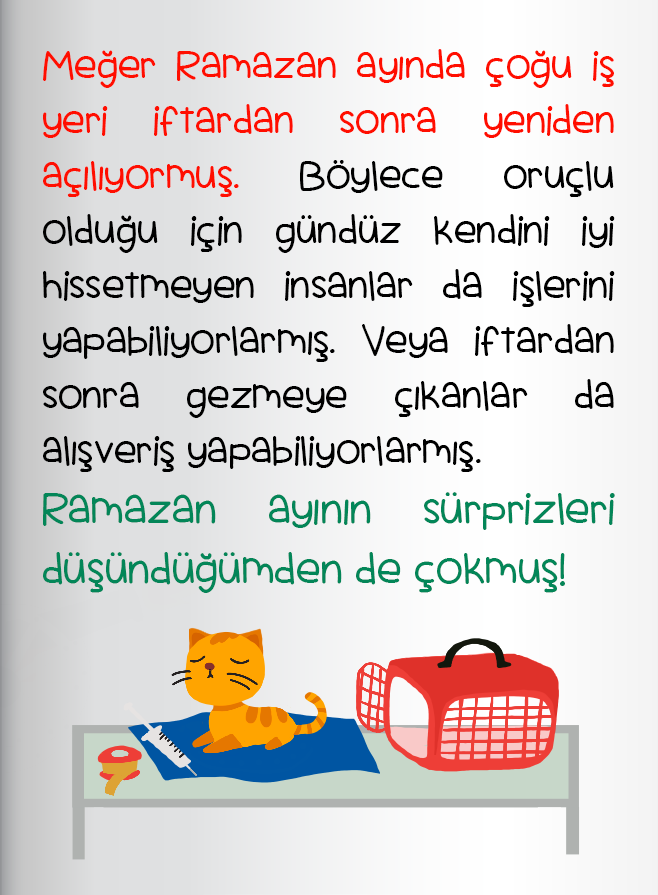 Meğer Ramazan ayında çoğu iş
yeri iftardan sonra yeniden
açılıyormuş. Böylece oruçlu
olduğu için gündüz kendini iyi
hissetmeyen insanlar da işlerini
yapabiliyorlarmış. Veya iftardan
sonra gezmeye çıkanlar da
alışveriş yapabiliyorlarmış.
Ramazan ayının sürprizleri
düşündüğümden de çokmuş!